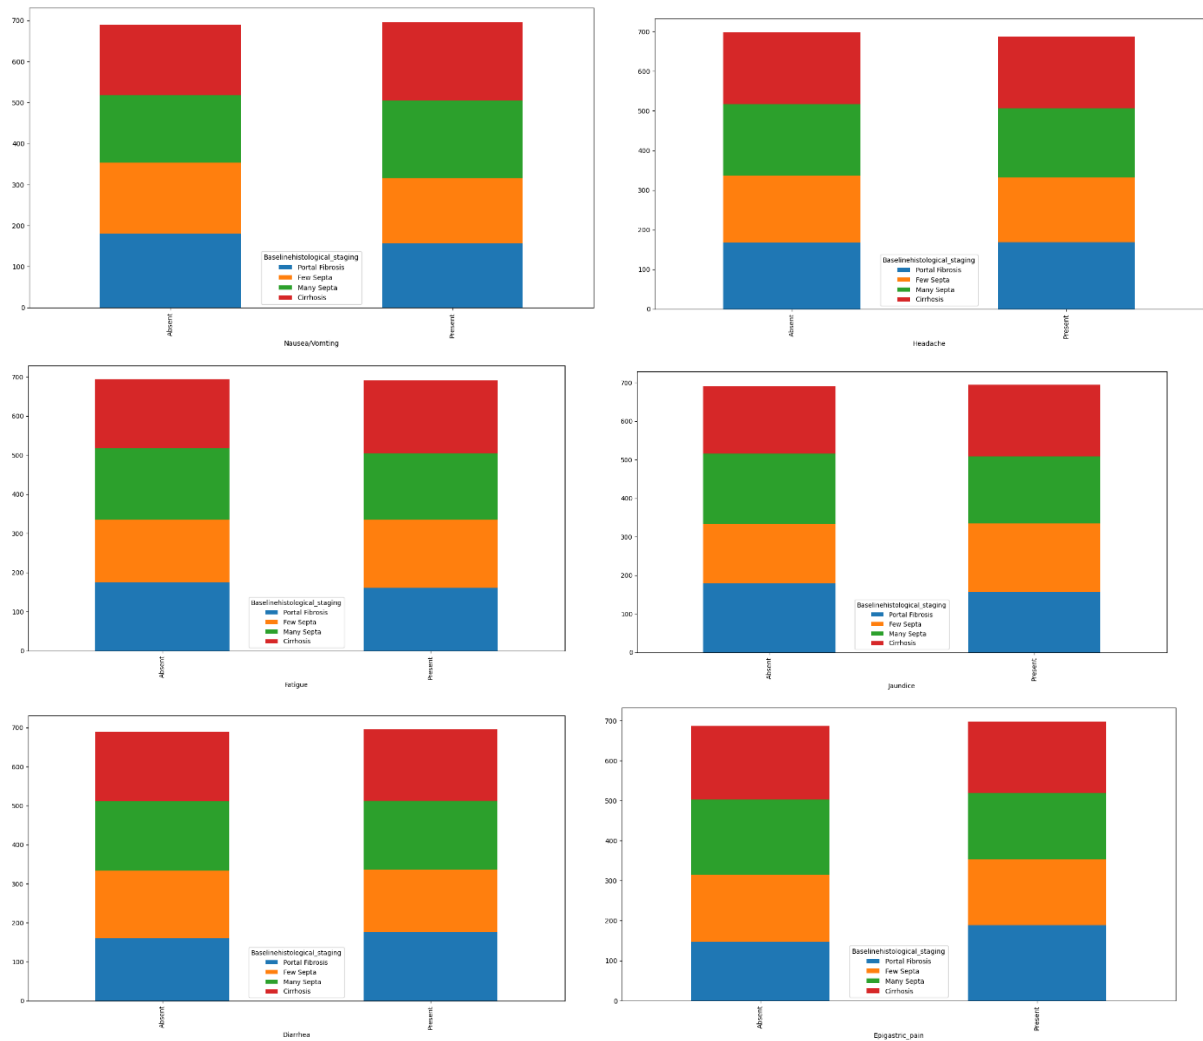 700
600
500
400
300
200
100
0
Baselinehistological_staging
Portal Fibrosis
Few Septa
Many Septa
Cirrhosis
Absent
Present
Nausea/Vomting
700
600
500
400
300
200
100
0
Baselinehistological_staging
Portal Fibrosis
Few Septa
Many Septa
Cirrhosis
Absent
Present
Headache
700
600
500
400
300
200
100
0
Baselinehistological_staging
Portal Fibrosis
Few Septa
Many Septa
Cirrhosis
Absent
Present
Fatigue
700
600
500
400
300
200
100
0
Baselinehistological_staging
Portal Fibrosis
Few Septa
Many Septa
Cirrhosis
Absent
Present
Jaundice
700
600
500
400
300
200
100
0
Baselinehistological_staging
Portal Fibrosis
Few Septa
Many Septa
Cirrhosis
Absent
Present
Diarrhea
700
600
500
400
300
200
100
0
Baselinehistological_staging
Portal Fibrosis
Few Septa
Many Septa
Cirrhosis
Absent
Present
Epigastric_pain